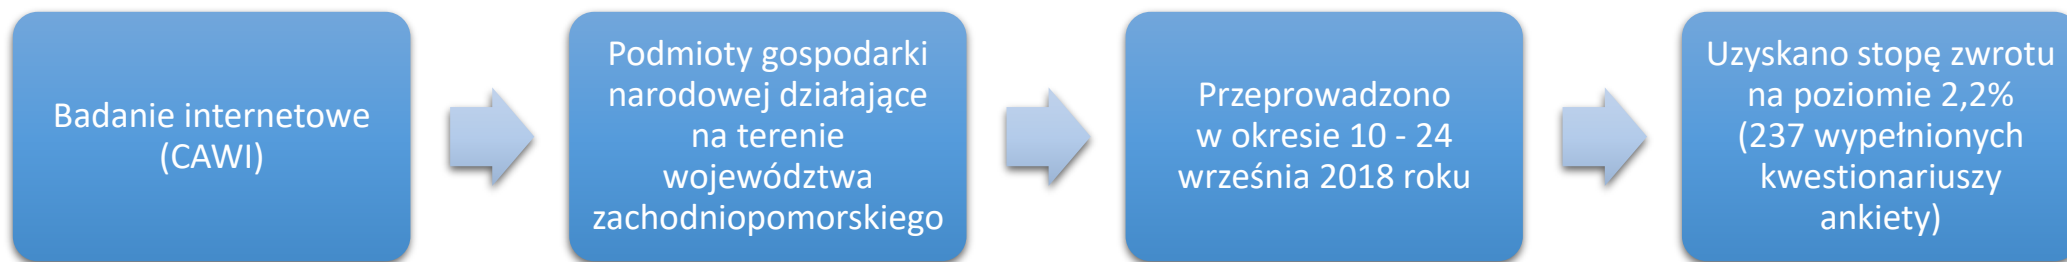 Badanie internetowe
(CAWI)
Podmioty gospodarki
narodowej działające
na terenie
województwa
zachodniopomorskiego
Przeprowadzono
w okresie 10 - 24
września 2018 roku
Uzyskano stopę zwrotu
na poziomie 2,2%
(237 wypełnionych
kwestionariuszy
ankiety)